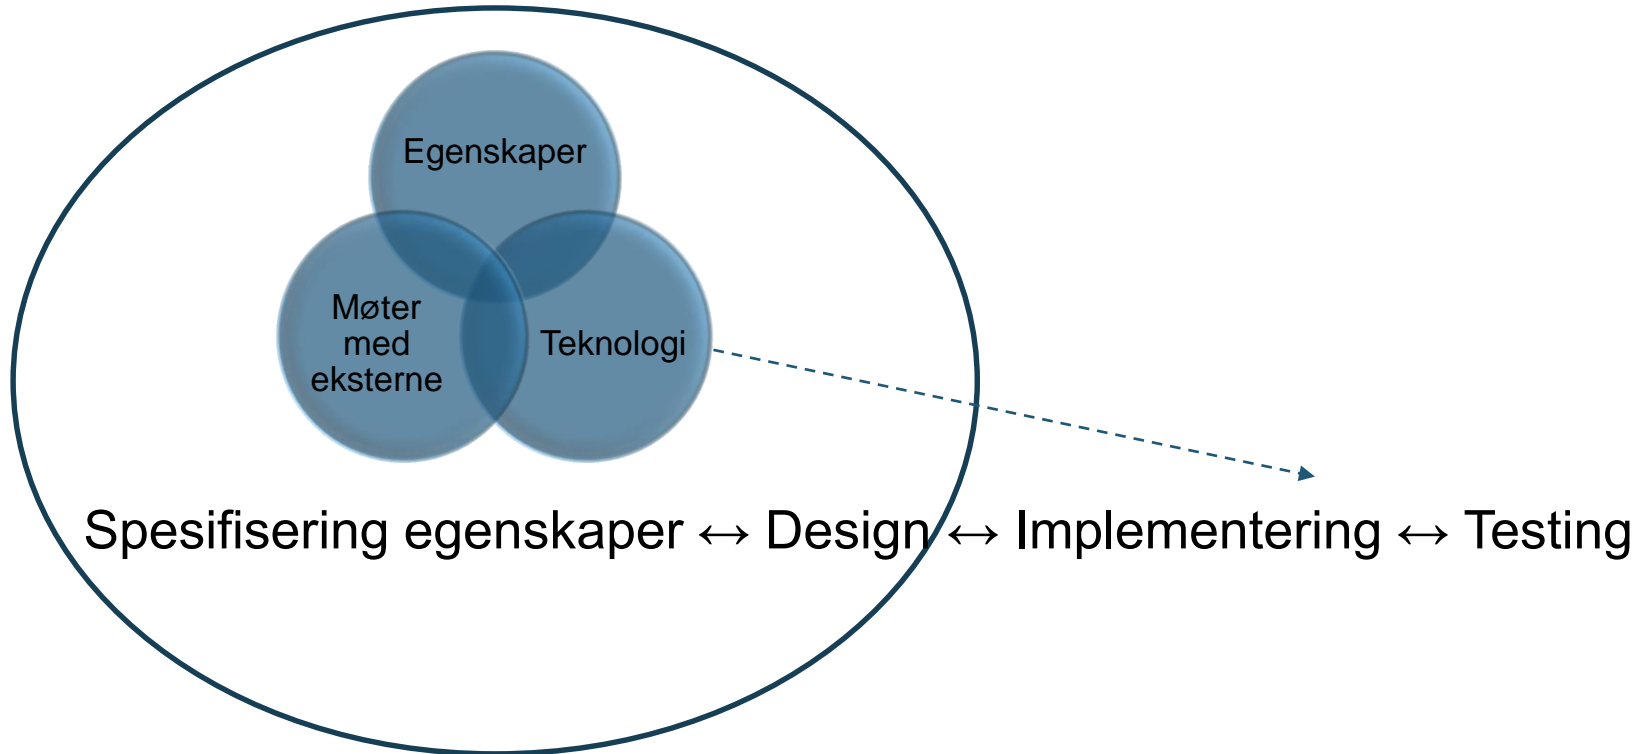 Egenskaper
Møter
med
eksterne
Teknologi
Spesifisering egenskaper ↔ Design ↔ Implementering ↔ Testing